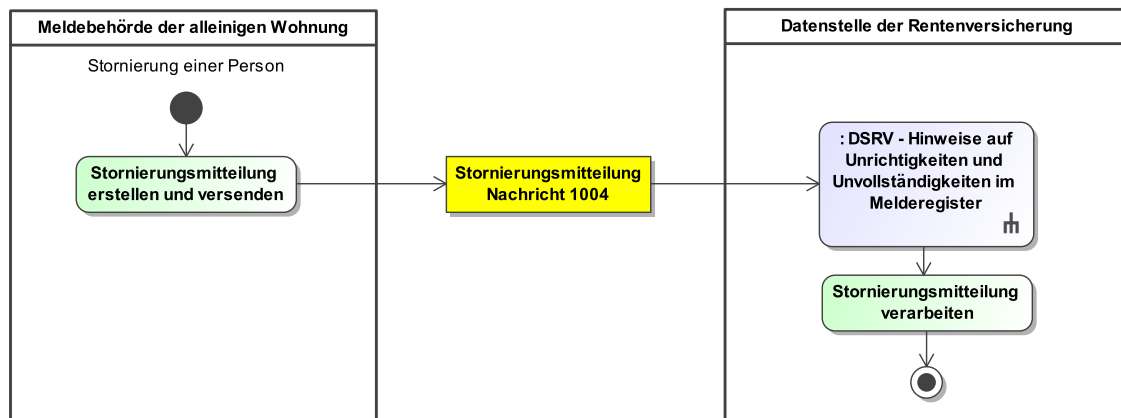 Meldebehörde der alleinigen Wohnung
Stornierung einer Person
Stornierungsmitteilung
erstellen und versenden
Stornierungsmitteilung
Nachricht 1004
Datenstelle der Rentenversicherung
: DSRV - Hinweise auf
Unrichtigkeiten und
Unvollständigkeiten im
Melderegister
Stornierungsmitteilung
verarbeiten